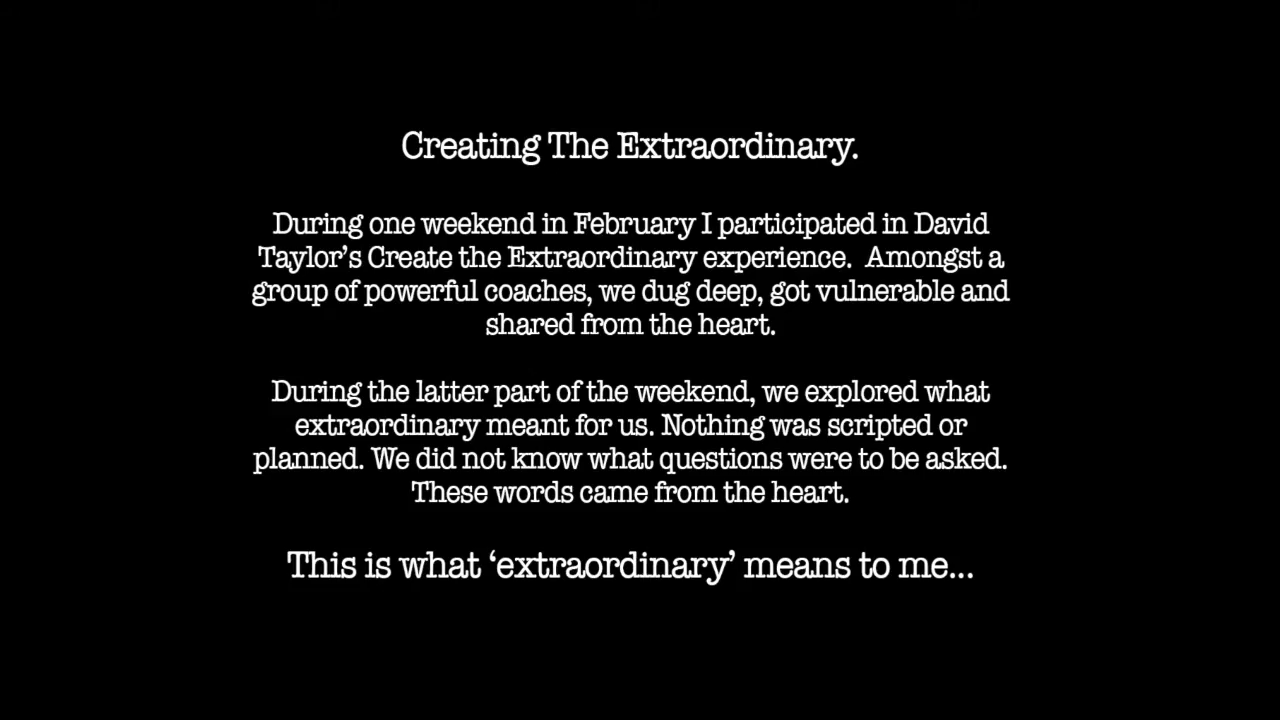 Creating The Extraordinary.
During one weekend in February I participated in David
Taylor’s Create the Extraordinary experience.  Amongst a
group of powerful coaches, we dug deep, got vulnerable and
shared from the heart.
During the latter part of the weekend, we explored what
extraordinary meant for us. Nothing was scripted or
planned. We did not know what questions were to be asked.
These words came from the heart.
This is what ‘extraordinary’ means to me...